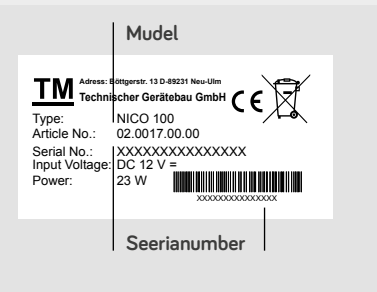 Mudel
TM Adress: Böttgerstr. 13 D-89231 Neu-Ulm
Technischer Gerätebau GmbH CE
Type: NICO 100
Article No.: 02.0017.00.00
Serial No.: XXXXXXXXXXXXXXX
Input Voltage: DC 12 V =
Power: 23 W
XXXXXXXXXXXXXXX
Seerianumber